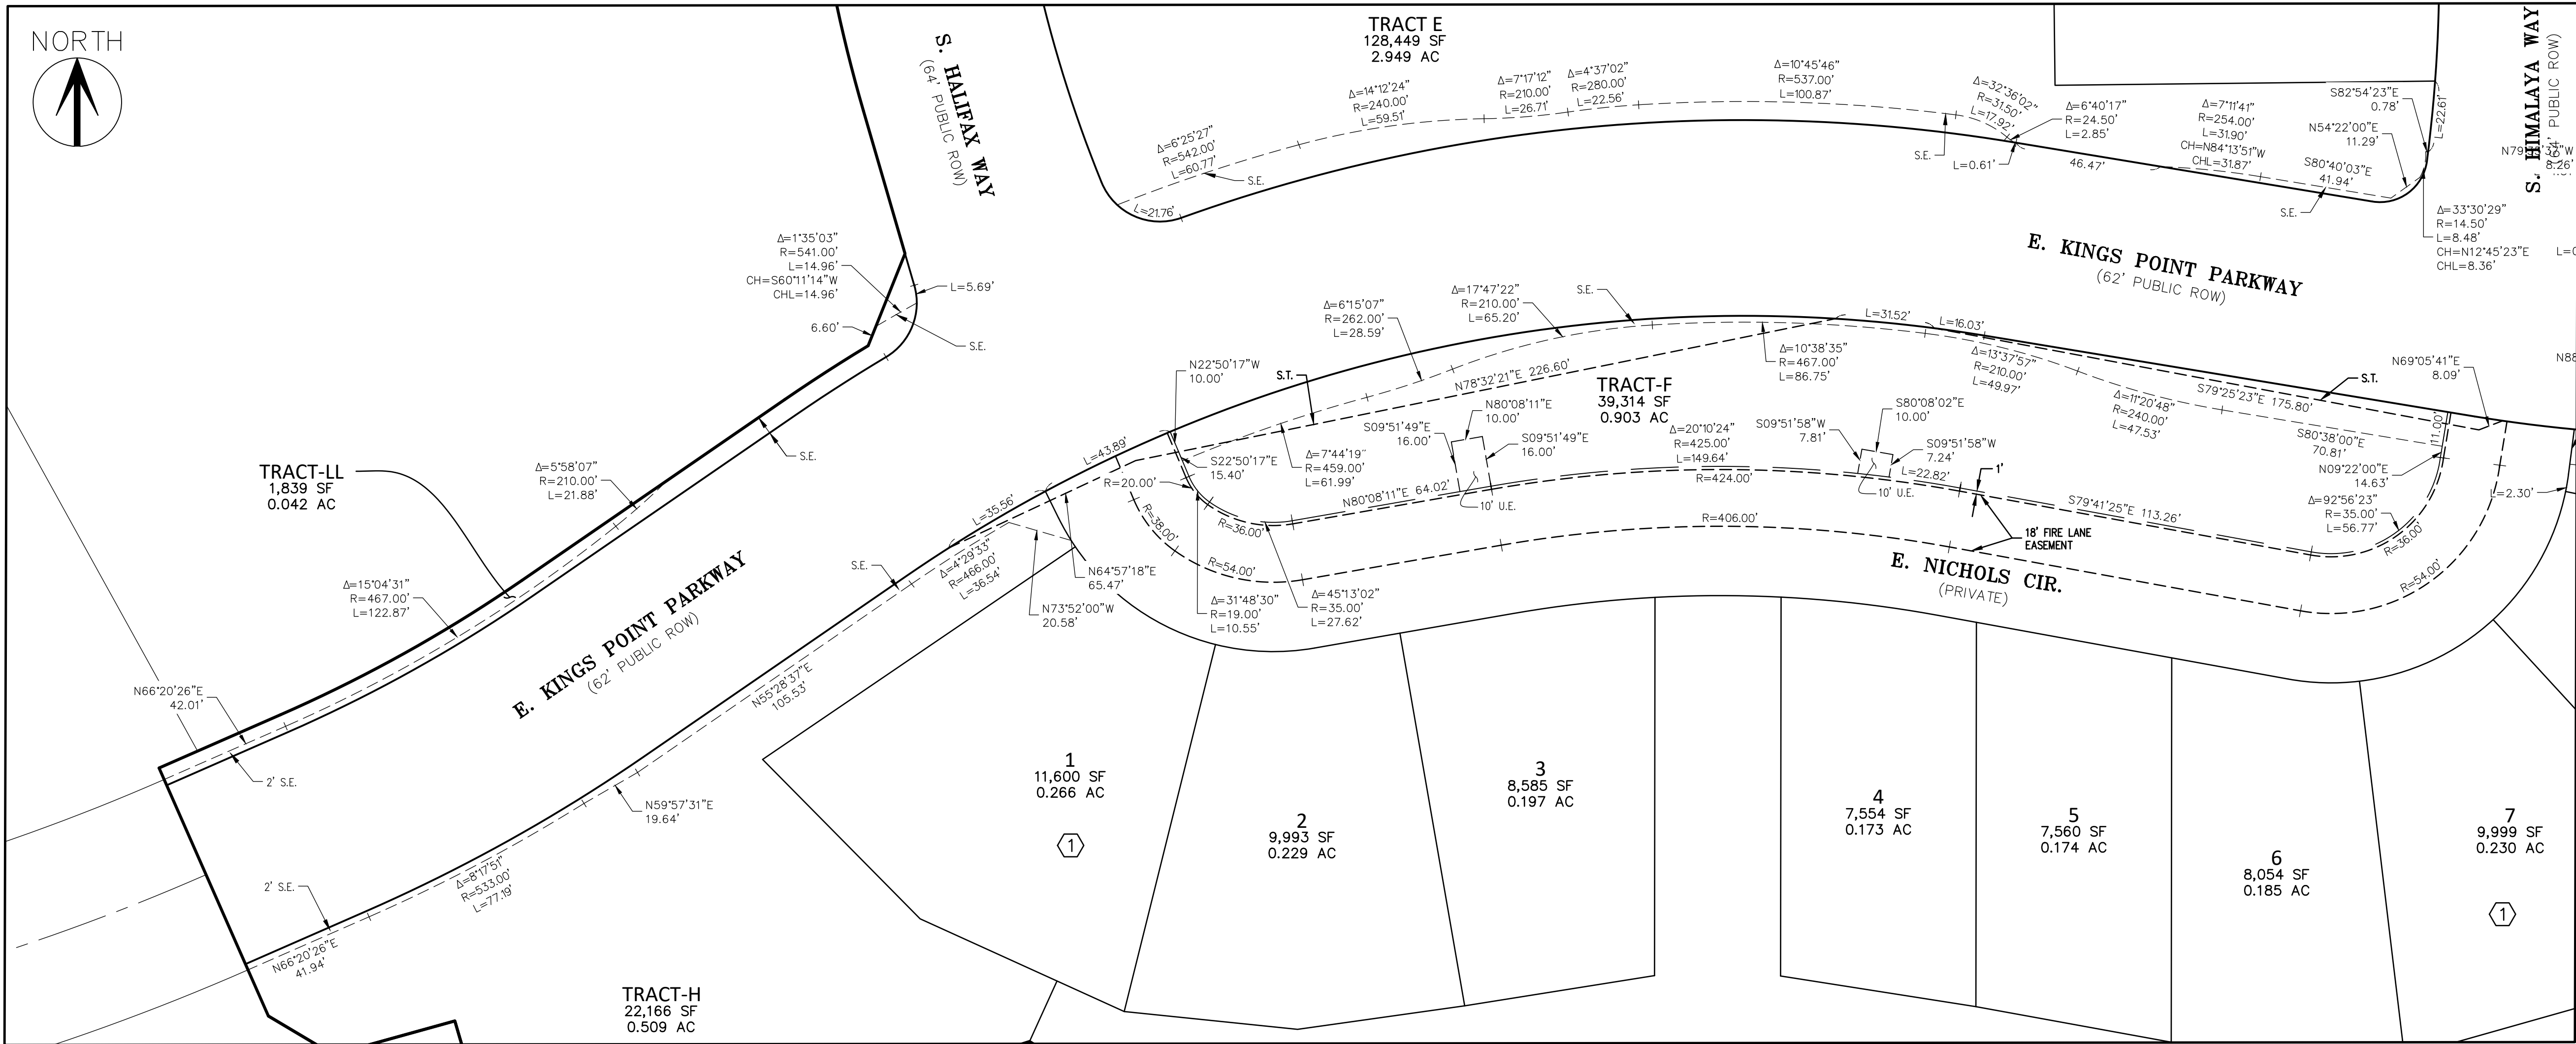 NORTH
S. HALIFAX WAY
(64' PUBLIC ROW)
TRACT E
128,449 SF
2.949 AC
Δ=6°25'27"
R=542.00'
L=60.77'
S.E.
L=21.76'
Δ=14°12'24"
R=240.00'
L=59.51'
Δ=7°17'12"
R=210.00'
L=26.71'
Δ=4°37'02"
R=280.00'
L=22.56'
Δ=10°45'46"
R=537.00'
L=100.87'
Δ=32°36'02"
R=31.50'
L=17.92'
S.E.
L=0.61'
Δ=6°40'17"
R=24.50'
L=2.85'
46.47'
Δ=7°11'41"
R=254.00'
L=31.90'
CH=N84°13'51"W
CHL=31.87'
S82°54'23"E
0.78'
N54°22'00"E
11.29'
S80°40'03"E
41.94'
S.E.
L=22.61'
S. HIMALAYA WAY
(64' PUBLIC ROW)
8.26'
Δ=33°30'29"
R=14.50'
L=8.48'
CH=N12°45'23"E
CHL=8.36'
E. KINGS POINT PARKWAY
(62' PUBLIC ROW)
Δ=1°35'03"
R=541.00'
L=14.96'
CH=S60°11'14"W
CHL=14.96'
L=5.69'
6.60'
S.E.
S.E.
TRACT-LL
1,839 SF
0.042 AC
Δ=5°58'07"
R=210.00'
L=21.88'
Δ=15°04'31"
R=467.00'
L=122.87'
N66°20'26"E
42.01'
2' S.E.
E. KINGS POINT PARKWAY
(62' PUBLIC ROW)
2' S.E.
N66°20'26"E
41.94'
Δ=8°17'51"
R=533.00'
L=77.19'
N59°57'31"E
19.64'
N55°28'37"E
105.53'
S.E.
Δ=4°29'33"
R=466.00'
L=36.54'
L=35.56'
L=43.89'
N64°57'18"E
65.47'
N73°52'00"W
20.58'
N22°50'17"W
10.00'
S.T.
S22°50'17"E
15.40'
R=20.00'
R=38.00'
R=36.00'
R=54.00'
Δ=31°48'30"
R=19.00'
L=10.55'
Δ=45°13'02"
R=35.00'
L=27.62'
Δ=6°15'07"
R=262.00'
L=28.59'
Δ=17°47'22"
R=210.00'
L=65.20'
S.E.
N78°32'21"E 226.60'
Δ=7°44'19"
R=459.00'
L=61.99'
N80°08'11"E 64.02'
S09°51'49"E
16.00'
N80°08'11"E
10.00'
S09°51'49"E
16.00'
10' U.E.
TRACT-F
39,314 SF
0.903 AC
Δ=20°10'24"
R=425.00'
L=149.64'
R=424.00'
R=406.00'
Δ=10°38'35"
R=467.00'
L=86.75'
L=31.52'
L=16.03'
Δ=13°37'57"
R=210.00'
L=49.97'
S09°51'58"W
7.81'
S80°08'02"E
10.00'
S09°51'58"W
7.24'
10' U.E.
L=22.82'
1'
S79°41'25"E 113.26'
Δ=11°20'48"
R=240.00'
L=47.53'
S79°25'23"E 175.80'
S.T.
N69°05'41"E
8.09'
S80°38'00"E
70.81'
11.00'
N09°22'00"E
14.63'
Δ=92°56'23"
R=35.00'
L=56.77'
R=36.00'
R=54.00'
L=2.30'
18' FIRE LANE
EASEMENT
E. NICHOLS CIR.
(PRIVATE)
1
11,600 SF
0.266 AC
1
2
9,993 SF
0.229 AC
3
8,585 SF
0.197 AC
4
7,554 SF
0.173 AC
5
7,560 SF
0.174 AC
6
8,054 SF
0.185 AC
7
9,999 SF
0.230 AC
1
TRACT-H
22,166 SF
0.509 AC